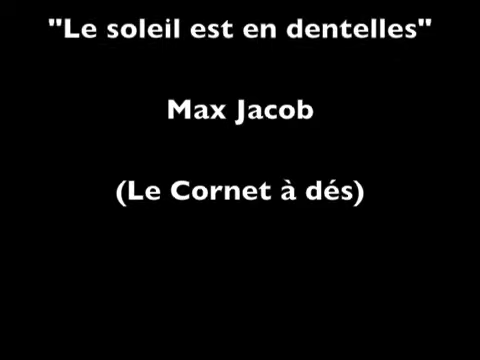 "Le soleil est en dentelles"
Max Jacob
(Le Cornet à dés)